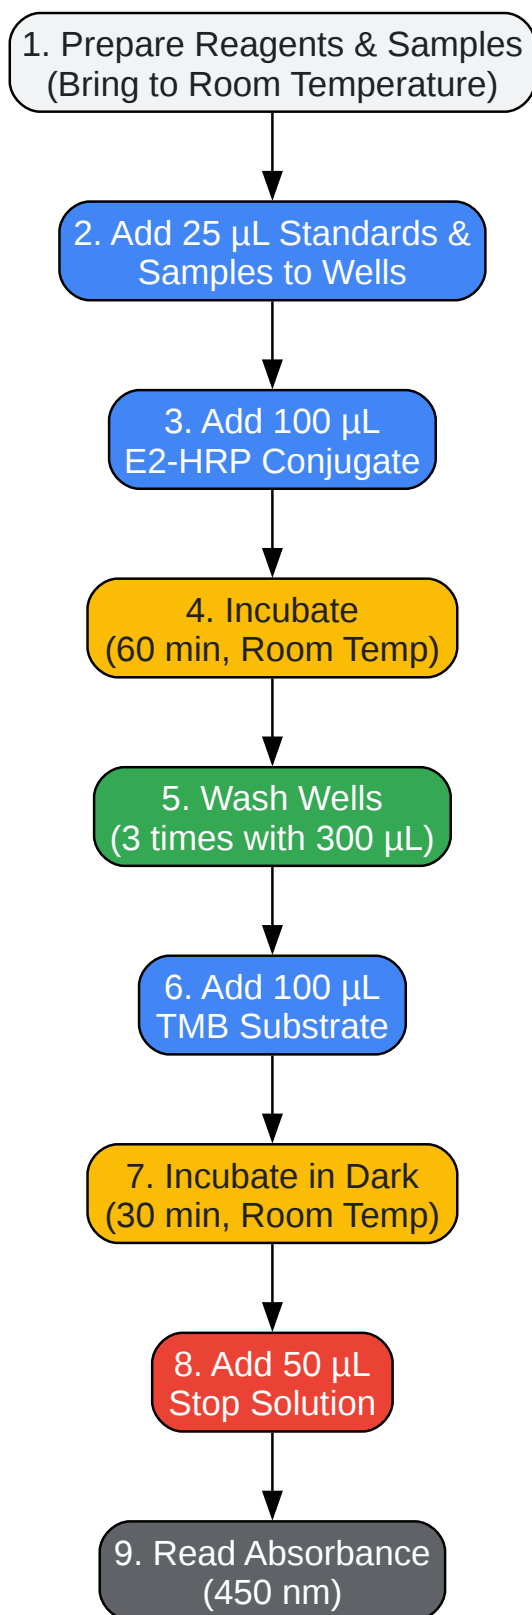 1. Prepare Reagents & Samples
(Bring to Room Temperature)
2. Add 25 µL Standards &
Samples to Wells
3. Add 100 µL
E2-HRP Conjugate
4. Incubate
(60 min, Room Temp)
5. Wash Wells
(3 times with 300 µL)
6. Add 100 µL
TMB Substrate
7. Incubate in Dark
(30 min, Room Temp)
8. Add 50 µL
Stop Solution
9. Read Absorbance
(450 nm)